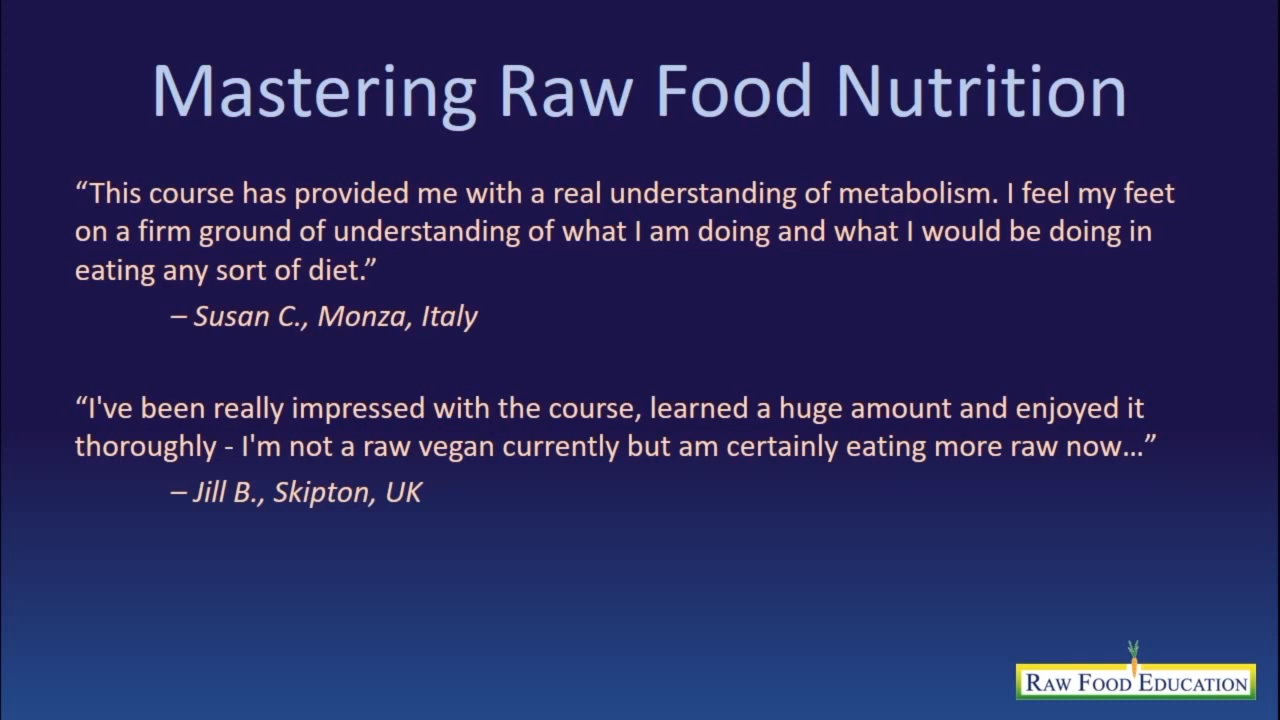 Mastering Raw Food Nutrition
“This course has provided me with a real understanding of metabolism. I feel my feet
on a firm ground of understanding of what I am doing and what I would be doing in
eating any sort of diet.”
– Susan C., Monza, Italy
“I've been really impressed with the course, learned a huge amount and enjoyed it
thoroughly - I'm not a raw vegan currently but am certainly eating more raw now...”
– Jill B., Skipton, UK
RAW FOOD EDUCATION